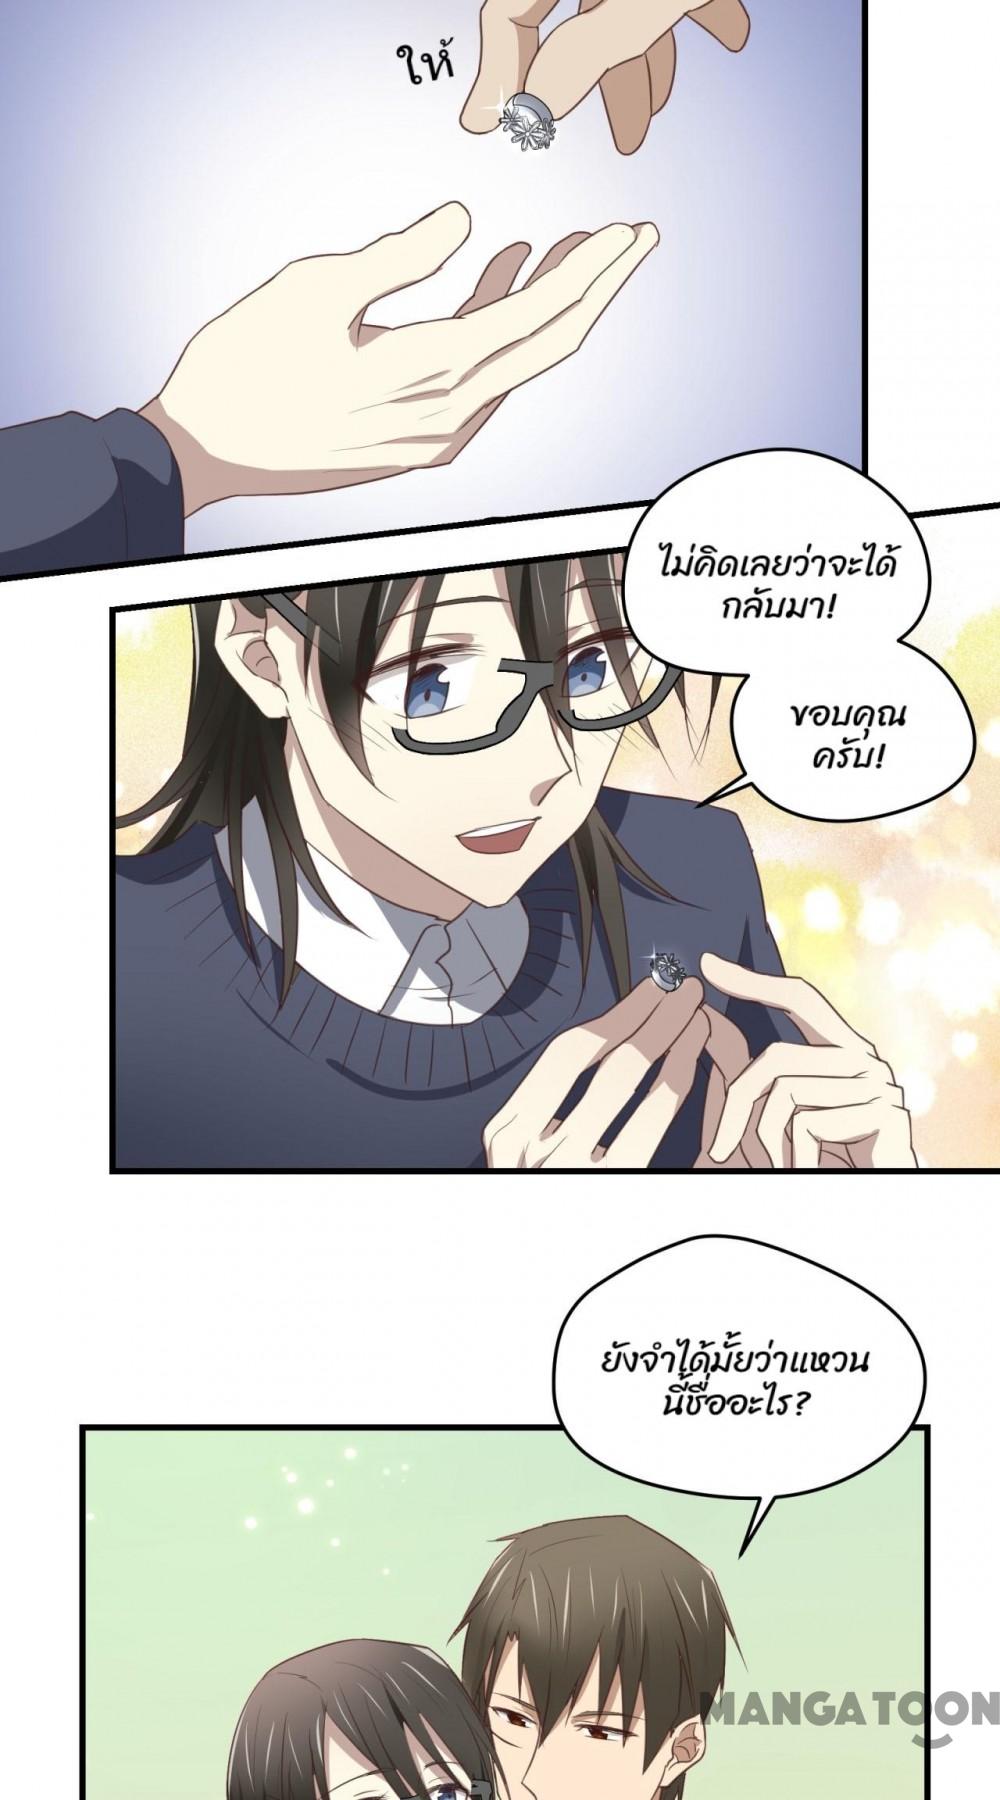 ให้
ไม่คิดเลยว่าจะได้
กลับมา!
ขอบคุณ
ครับ!
ยังจำได้มั้ยว่าแหวน
นี้ชื่ออะไร?
MANGATOON